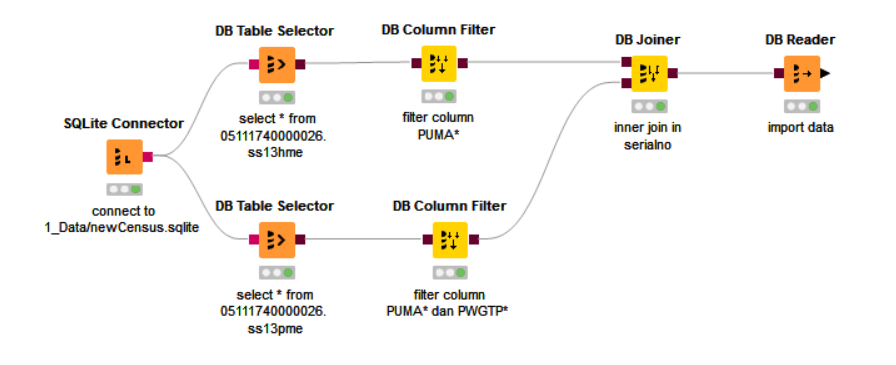 DB Table Selector
DB Column Filter
DB Joiner
DB Reader
select * from
05111740000026.
ss13hme
filter column
PUMA*
inner join in
serialno
import data
SQLite Connector
connect to
1_Data/newCensus.sqlite
DB Table Selector
DB Column Filter
select * from
05111740000026.
ss13pme
filter column
PUMA* dan PWGTP*